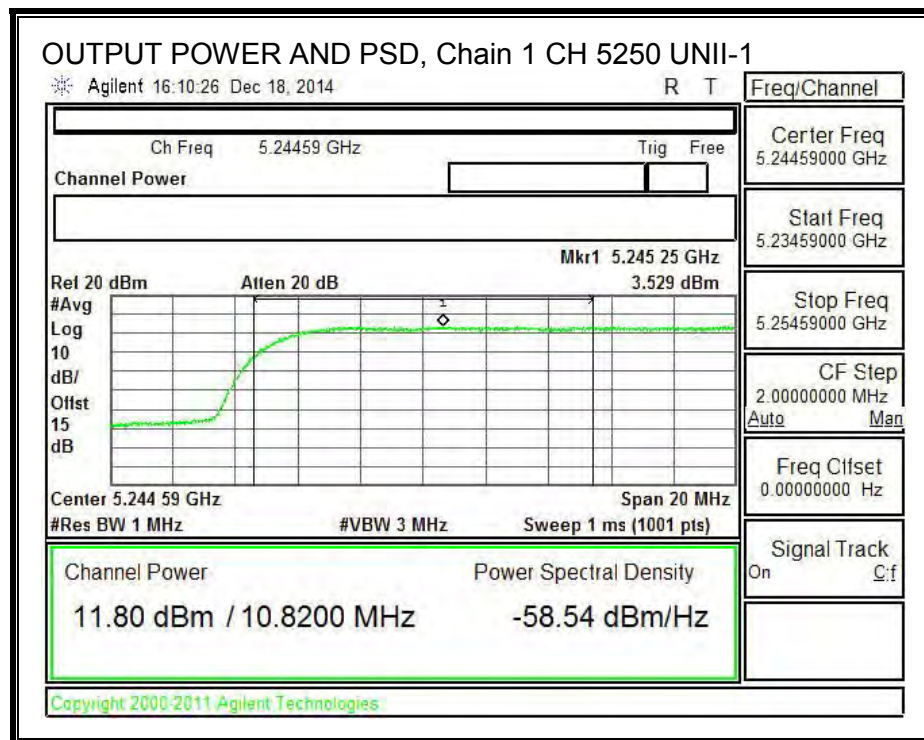 OUTPUT POWER AND PSD, Chain 1 CH 5250 UNII-1
Agilent 16:10:26 Dec 18, 2014 R T
Freq/Channel
Ch Freq 5.24459 GHz Trig Free
Channel Power
Mkr1 5.245 25 GHz
Ref 20 dBm Atten 20 dB 3.529 dBm
#Avg
Log
10
dB/
Offst
15
dB
1
Center 5.244 59 GHz Span 20 MHz
#Res BW 1 MHz #VBW 3 MHz Sweep 1 ms (1001 pts)
Channel Power Power Spectral Density
11.80 dBm / 10.8200 MHz -58.54 dBm/Hz
Center Freq
5.24459000 GHz
Start Freq
5.23459000 GHz
Stop Freq
5.25459000 GHz
CF Step
2.00000000 MHz
Auto Man
Freq Offset
0.00000000 Hz
Signal Track
On Off
Copyright 2000-2011 Agilent Technologies